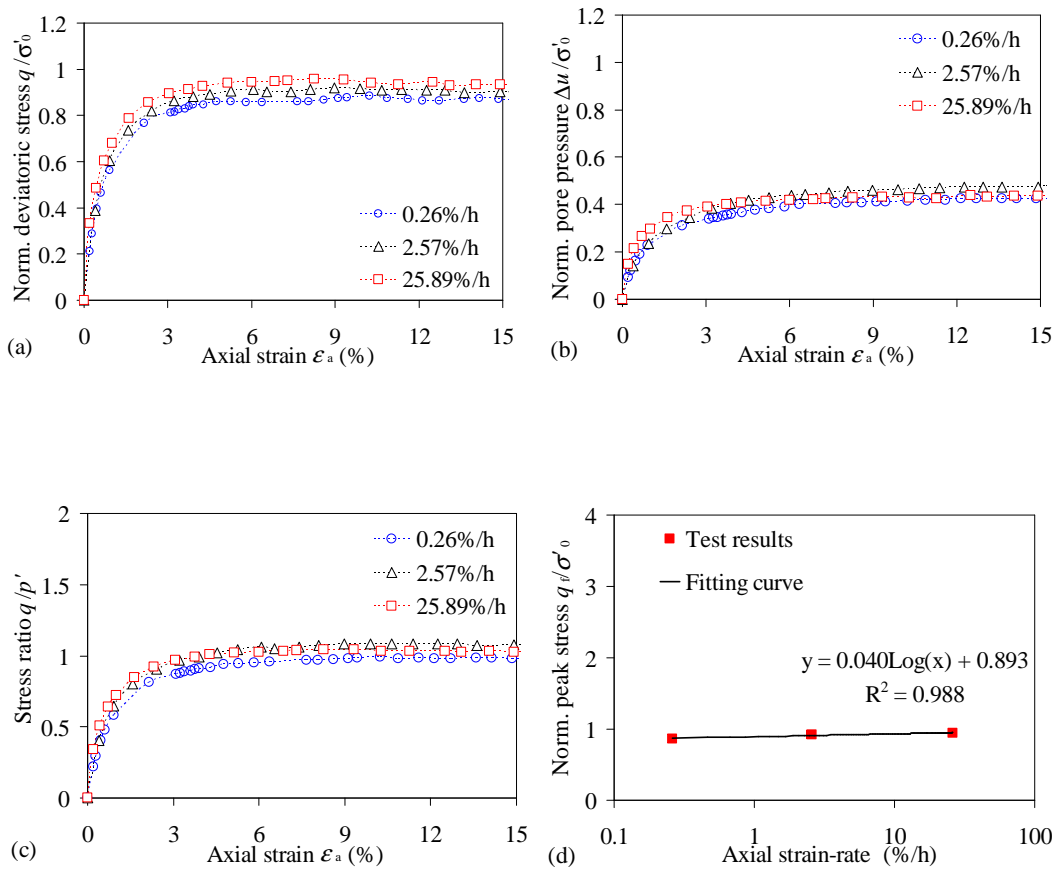 1.2
1
0.8
0.6
0.4
0.2
0
Norm. deviatoric stress q/σ'0
0.26%/h
2.57%/h
25.89%/h
0 3 6 9 12 15
Axial strain εa (%)
(a)
1.2
1
0.8
0.6
0.4
0.2
0
Norm. pore pressure Δu/σ'0
0.26%/h
2.57%/h
25.89%/h
0 3 6 9 12 15
Axial strain εa (%)
(b)
2
1.5
1
0.5
0
Stress ratio q/p'
0.26%/h
2.57%/h
25.89%/h
0 3 6 9 12 15
Axial strain εa (%)
(c)
4
3
2
1
0
Norm. peak stress qf/σ'0
Test results
Fitting curve
y = 0.040Log(x) + 0.893
R2 = 0.988
0.1 1 10 100
Axial strain-rate (%/h)
(d)